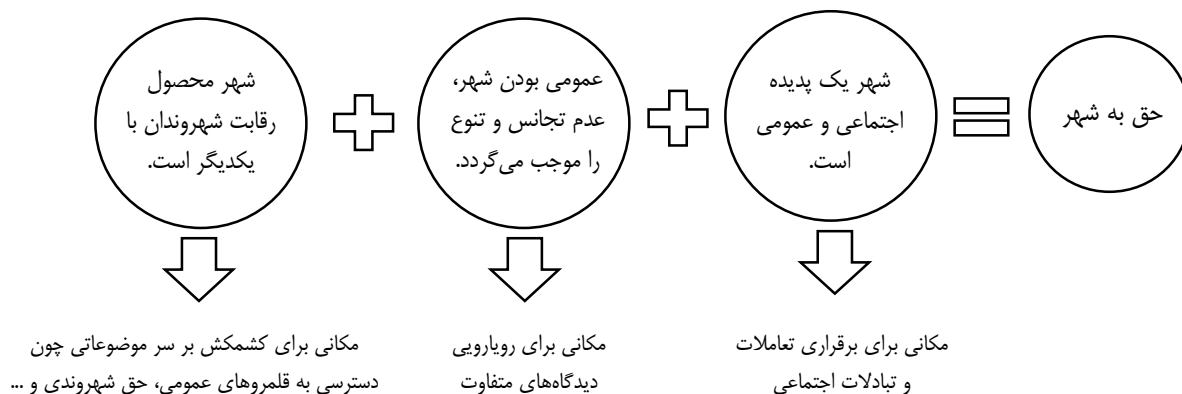 حق به شهر
شهر یک پدیده
اجتماعی و عمومی
است.
عمومی بودن شهر،
عدم تجانس و تنوع
را موجب می‌گردد.
شهر محصول
رقابت شهروندان با
یکدیگر است.
مکانی برای برقراری تعاملات
و تبادلات اجتماعی
مکانی برای رویارویی
دیدگاه‌های متفاوت
مکانی برای کشمکش بر سر موضوعاتی چون
دسترسی به قلمروهای عمومی، حق شهروندی و ...